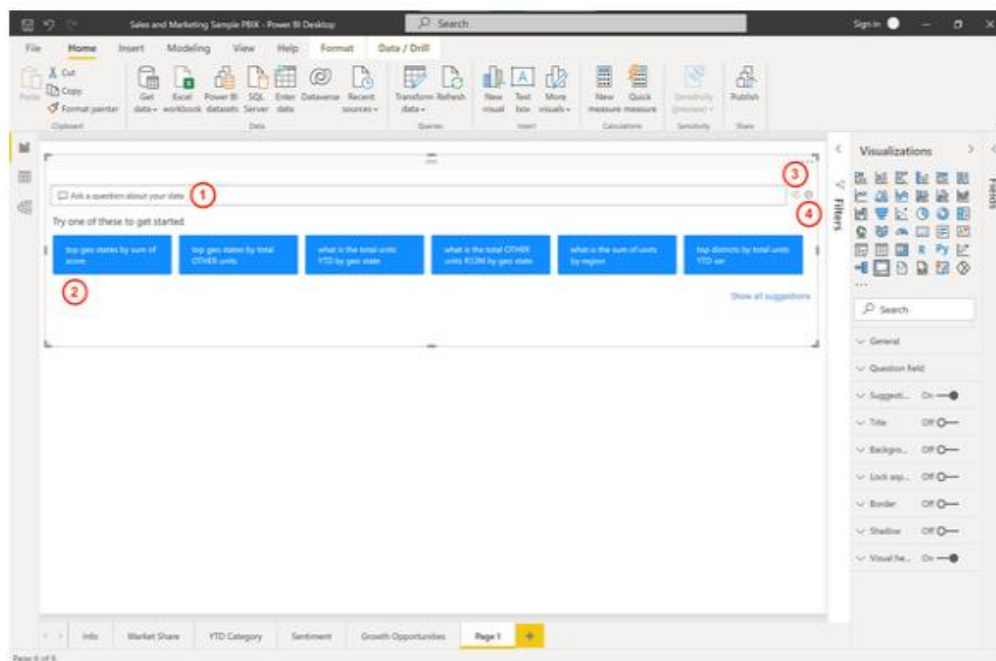 Sales and Marketing Sample PBIX - Power BI Desktop
Search
Sign in
File Home Insert Modeling View Help Format Data / Drill
Paste
Cut
Copy
Format painter
Get data
Excel workbook
Power BI datasets
SQL Server
Enter data
Dataverse
Recent sources
Transform data
Refresh
New visual
Text box
More visuals
New measure
Quick measure
Sensitivity (preview)
Publish
Clipboard Data Queries Insert Calculations Sensitivity Share
Ask a question about your data
1
3
4
Try one of these to get started
top geo states by sum of score
top geo states by total OTHER units
what is the total units YTD by geo state
what is the total OTHER units R12M by geo state
what is the sum of units by region
top districts by total units YTD var
2
Show all suggestions
Filters
Visualizations
Fields
R Py
Search
General
Question field
Suggesti... On
Title Off
Backgro... Off
Lock asp... Off
Border Off
Shadow Off
Visual he... On
Info Market Share YTD Category Sentiment Growth Opportunities Page 1
Page 6 of 6